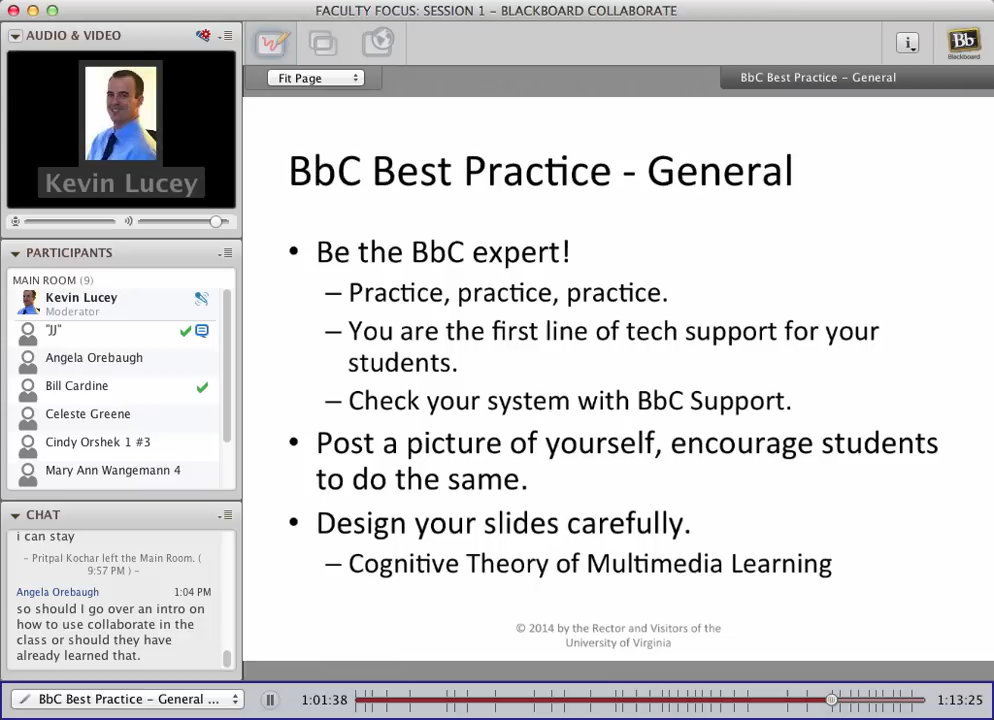 FACULTY FOCUS: SESSION 1 – BLACKBOARD COLLABORATE
AUDIO & VIDEO
Kevin Lucey
PARTICIPANTS
MAIN ROOM (9)
Kevin Lucey
Moderator
"JJ"
Angela Orebaugh
Bill Cardine
Celeste Greene
Cindy Orshek 1 #3
Mary Ann Wangemann 4
CHAT
i can stay
– Pritpal Kochar left the Main Room. (
9:57 PM ) –
Angela Orebaugh 1:04 PM
so should I go over an intro on
how to use collaborate in the
class or should they have
already learned that.
i
Bb
Blackboard
Fit Page
BbC Best Practice – General
BbC Best Practice - General
• Be the BbC expert!
– Practice, practice, practice.
– You are the first line of tech support for your
students.
– Check your system with BbC Support.
• Post a picture of yourself, encourage students
to do the same.
• Design your slides carefully.
– Cognitive Theory of Multimedia Learning
© 2014 by the Rector and Visitors of the
University of Virginia
BbC Best Practice – General ...
1:01:38
1:13:25